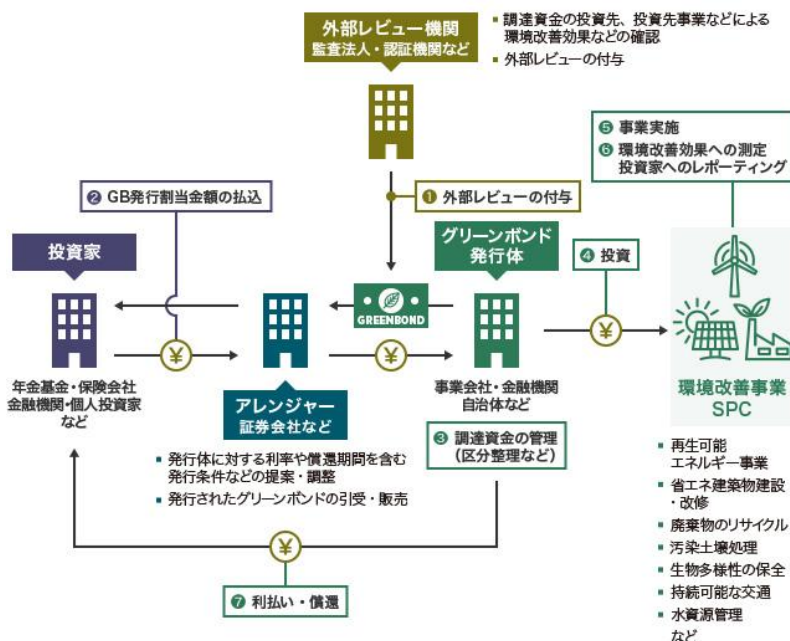 外部レビュー機関
監査法人・認証機関など
▪ 調達資金の投資先、投資先事業などによる
環境改善効果などの確認
▪ 外部レビューの付与
❺ 事業実施
❻ 環境改善効果への測定
投資家へのレポーティング
❷ GB発行割当金額の払込
❶ 外部レビューの付与
投資家
グリーンボンド
発行体
❹ 投資
GREENBOND
¥
¥
¥
年金基金・保険会社
金融機関・個人投資家
など
アレンジャー
証券会社など
事業会社・金融機関
自治体など
環境改善事業
SPC
❸ 調達資金の管理
(区分整理など)
▪ 発行体に対する利率や償還期間を含む
発行条件などの提案・調整
▪ 発行されたグリーンボンドの引受・販売
▪ 再生可能
エネルギー事業
▪ 省エネ建築物建設
・改修
▪ 廃棄物のリサイクル
▪ 汚染土壌処理
▪ 生物多様性の保全
▪ 持続可能な交通
▪ 水資源管理
など
¥
❼ 利払い・償還